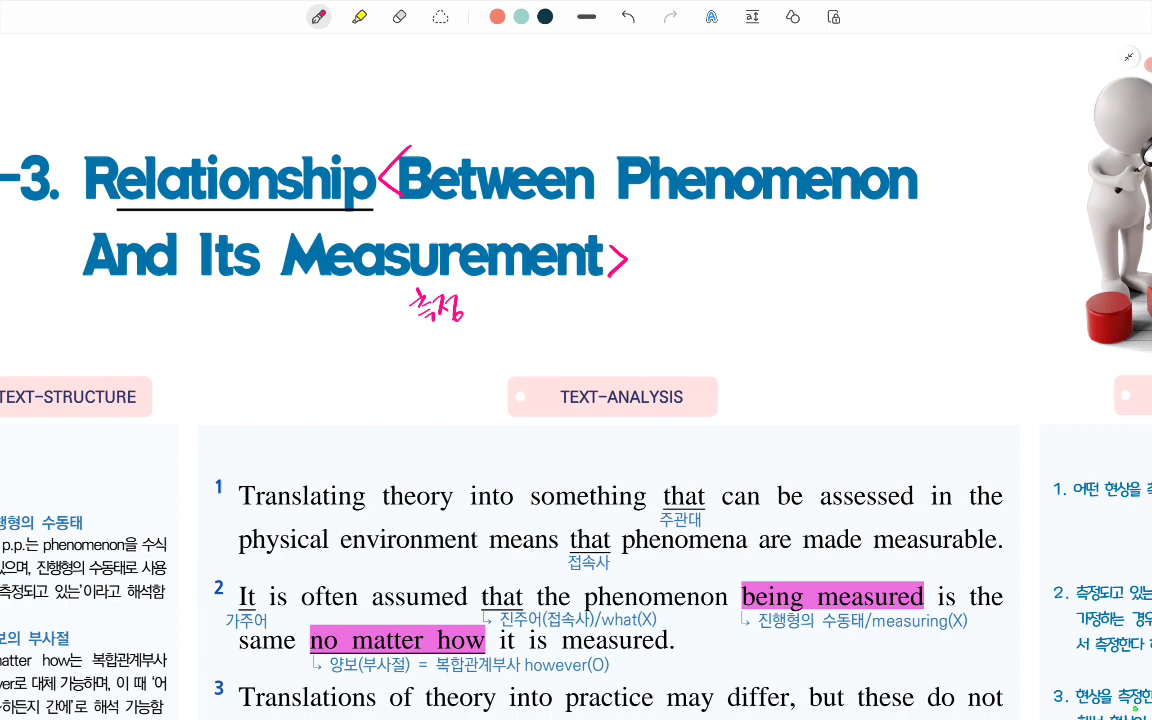 -3. Relationship Between Phenomenon
And Its Measurement
측정
TEXT-STRUCTURE
TEXT-ANALYSIS
행형의 수동태
p.p.는 phenomenon을 수식
있으며, 진행형의 수동태로 사용
측정되고 있는'이라고 해석함
보의 부사절
matter how는 복합관계부사
ver로 대체 가능하며, 이 때 '어
하든지 간에'로 해석 가능함
1 Translating theory into something that can be assessed in the
주관대
physical environment means that phenomena are made measurable.
접속사
2 It is often assumed that the phenomenon being measured is the
가주어 ↳ 진주어(접속사)/what(X) ↳ 진행형의 수동태/measuring(X)
same no matter how it is measured.
↳ 양보(부사절) = 복합관계부사 however(O)
3 Translations of theory into practice may differ, but these do not
1. 어떤 현상을 측
2. 측정되고 있는
가정하는 경우
서 측정한다 하
3. 현상을 측정한